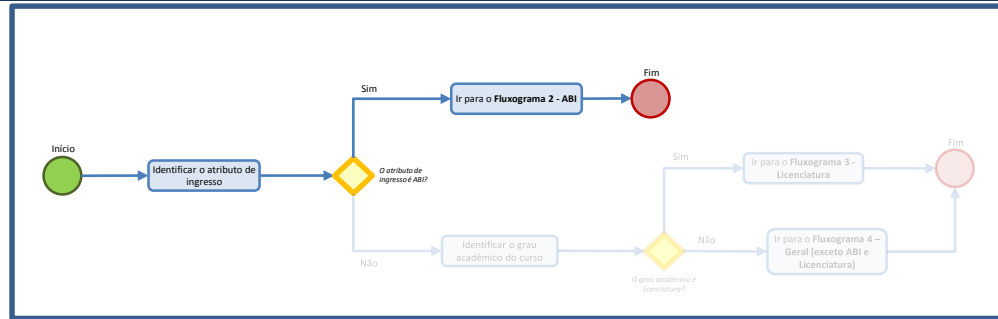 Início
Identificar o atributo de
ingresso
O atributo de
ingresso é ABI?
Sim
Ir para o Fluxograma 2 - ABI
Fim
Não
Identificar o grau
acadêmico do curso
O grau acadêmico é
licenciatura?
Sim
Ir para o Fluxograma 3 -
Licenciatura
Não
Ir para o Fluxograma 4 –
Geral (exceto ABI e
Licenciatura)
Fim